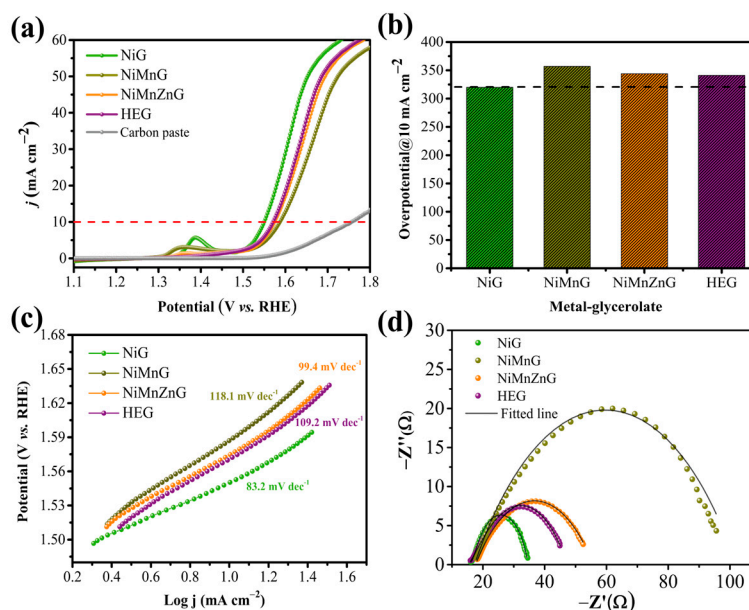 (a)
NiG
NiMnG
NiMnZnG
HEG
Carbon paste
60
50
40
30
20
10
0
j (mA cm⁻²)
1.1 1.2 1.3 1.4 1.5 1.6 1.7 1.8
Potential (V vs. RHE)
(b)
400
350
300
250
200
150
100
50
0
Overpotential@10 mA cm⁻²
NiG NiMnG NiMnZnG HEG
Metal-glycerolate
(c)
NiG
NiMnG
NiMnZnG
HEG
99.4 mV dec⁻¹
118.1 mV dec⁻¹
109.2 mV dec⁻¹
83.2 mV dec⁻¹
1.68
1.65
1.62
1.59
1.56
1.53
1.50
Potential (V vs. RHE)
0.2 0.4 0.6 0.8 1.0 1.2 1.4 1.6
Log j (mA cm⁻²)
(d)
NiG
NiMnG
NiMnZnG
HEG
Fitted line
30
25
20
15
10
5
0
−Z''(Ω)
20 40 60 80 100
−Z'(Ω)